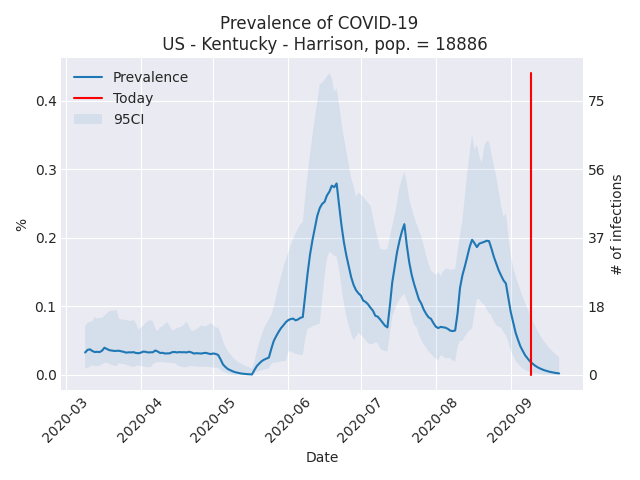 Prevalence of COVID-19
US - Kentucky - Harrison, pop. = 18886
Prevalence
Today
95CI
0.4
0.3
0.2
0.1
0.0
%
75
56
37
18
0
# of infections
2020-03
2020-04
2020-05
2020-06
2020-07
2020-08
2020-09
Date